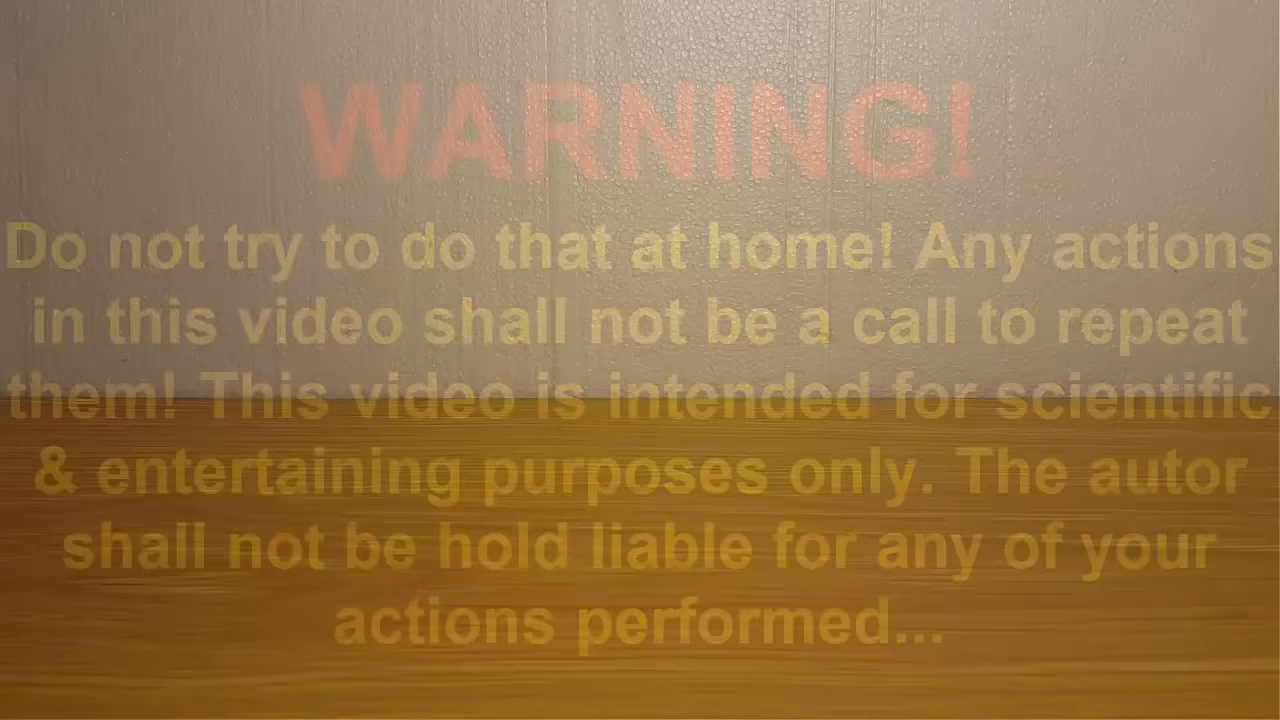 WARNING!
Do not try to do that at home! Any actions
in this video shall not be a call to repeat
them! This video is intended for scientific
& entertaining purposes only. The autor
shall not be hold liable for any of your
actions performed...